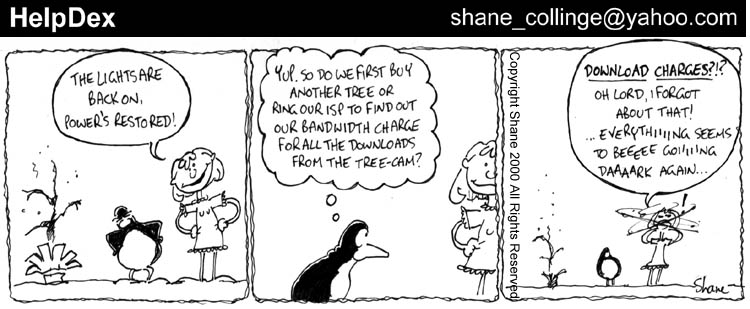 HelpDex
shane_collinge@yahoo.com
THE LIGHTS ARE
BACK ON,
POWER'S RESTORED!
YUP. SO DO WE FIRST BUY
ANOTHER TREE OR
RING OUR ISP TO FIND OUT
OUR BANDWIDTH CHARGE
FOR ALL THE DOWNLOADS
FROM THE TREE-CAM?
Copyright Shane 2000 All Rights Reserved
DOWNLOAD CHARGES?!?
OH LORD, I FORGOT
ABOUT THAT!
...EVERYTHIIIING SEEMS
TO BEEEEE GOIIIIING
DAAAARK AGAIN...
!
Shane